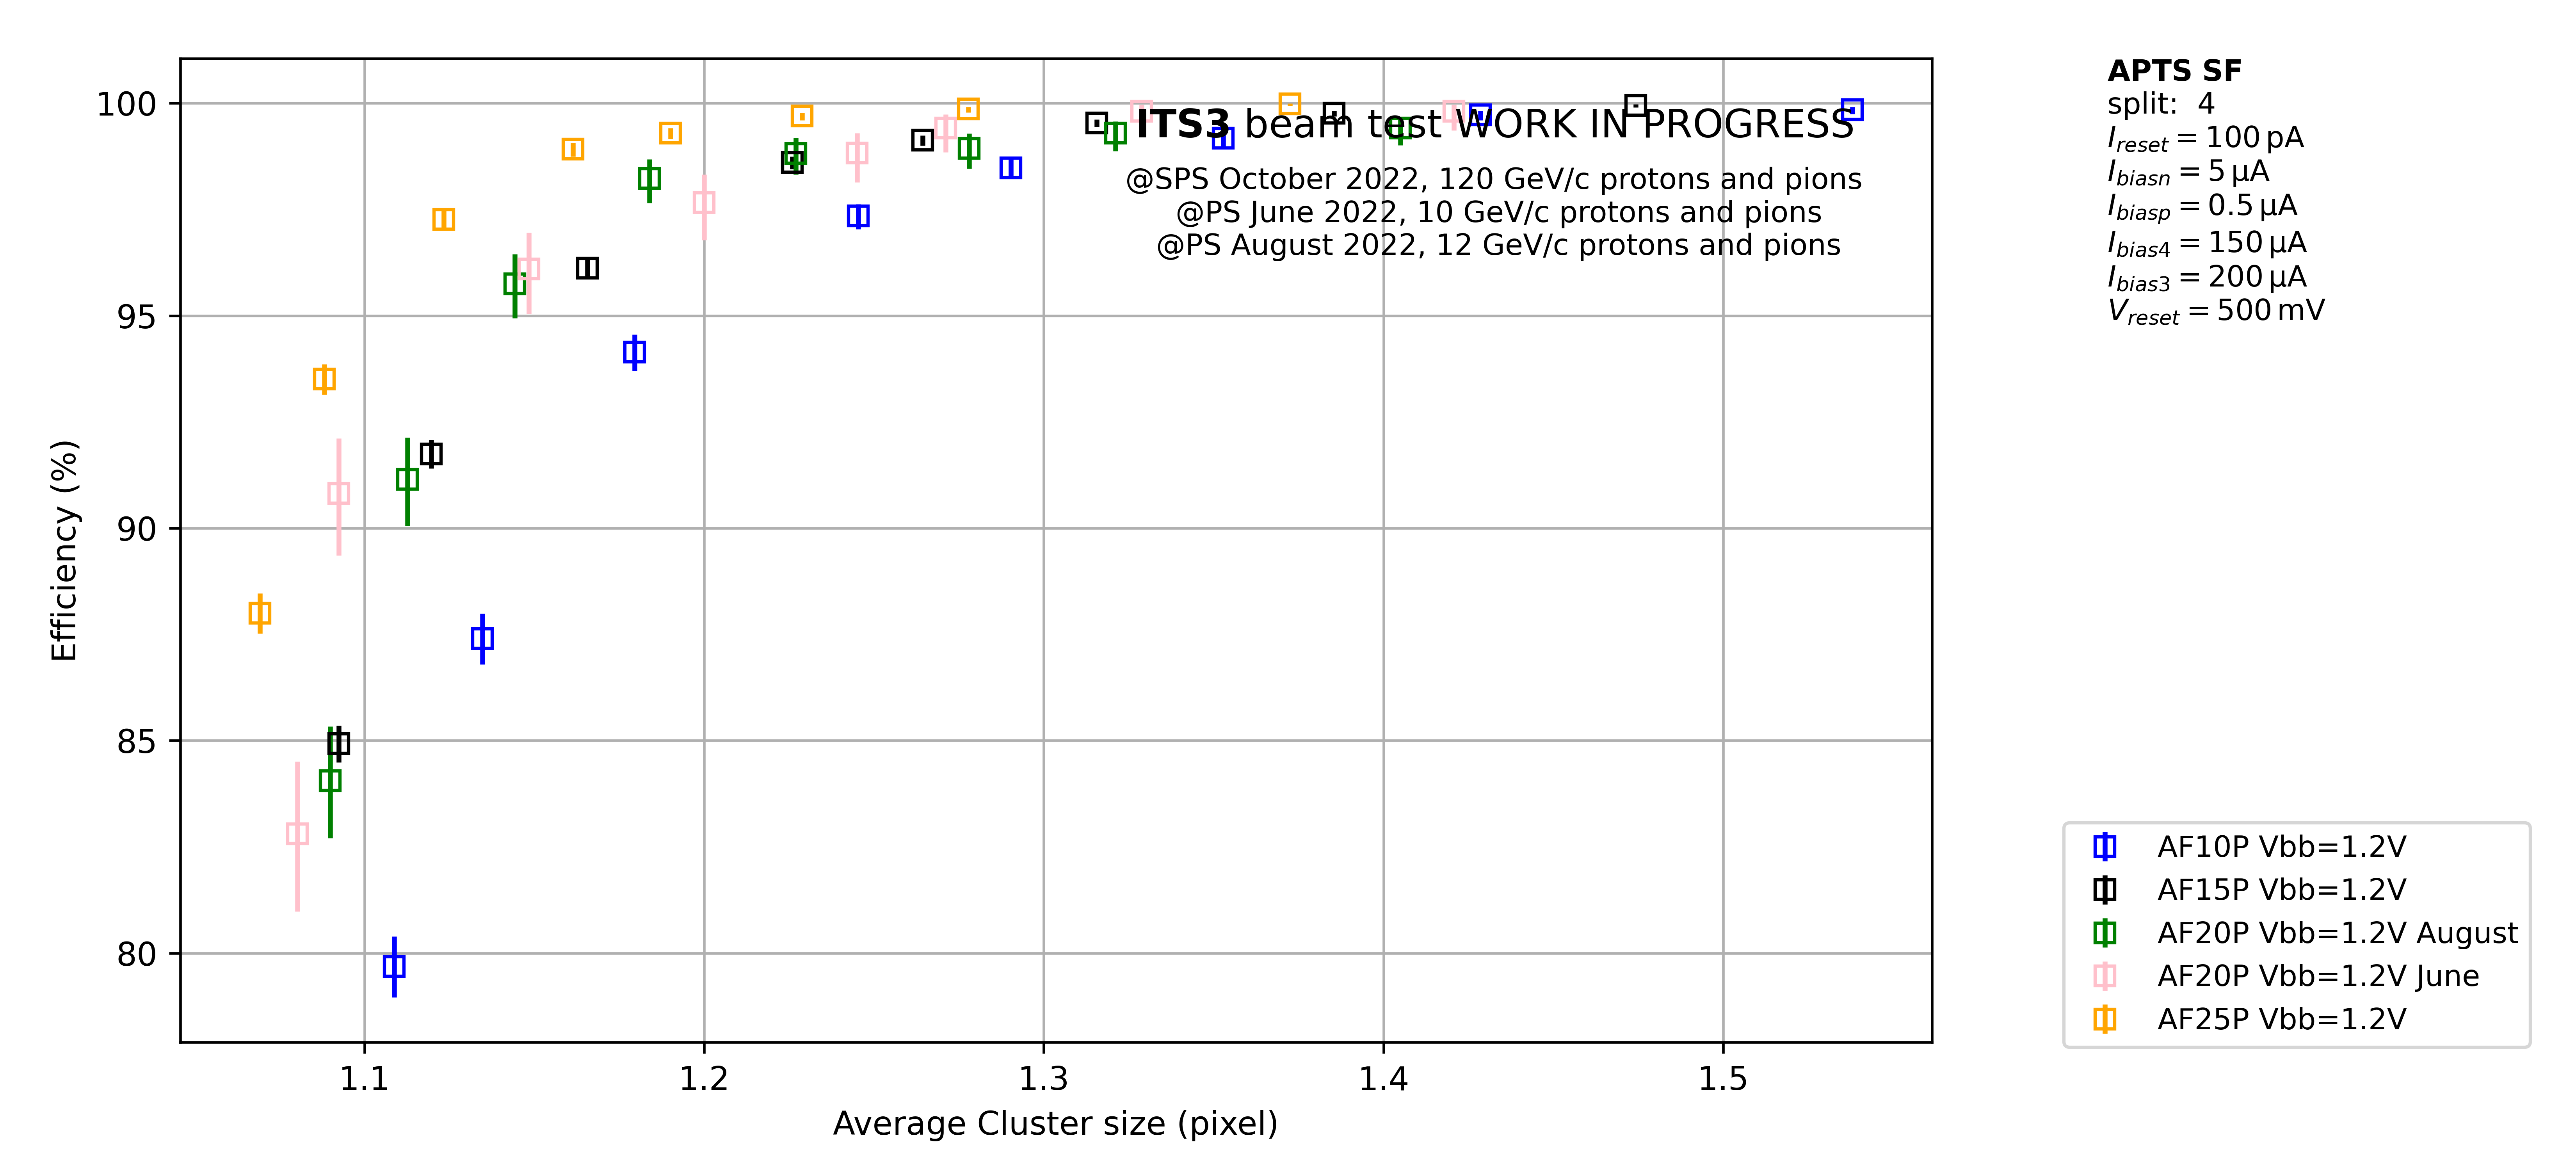 APTS SF
split:  4
I_reset = 100 pA
I_biasn = 5 μA
I_biasp = 0.5 μA
I_bias4 = 150 μA
I_bias3 = 200 μA
V_reset = 500 mV
ITS3 beam test WORK IN PROGRESS
@SPS October 2022, 120 GeV/c protons and pions
@PS June 2022, 10 GeV/c protons and pions
@PS August 2022, 12 GeV/c protons and pions
Efficiency (%)
100
95
90
85
80
1.1 1.2 1.3 1.4 1.5
Average Cluster size (pixel)
AF10P Vbb=1.2V
AF15P Vbb=1.2V
AF20P Vbb=1.2V August
AF20P Vbb=1.2V June
AF25P Vbb=1.2V